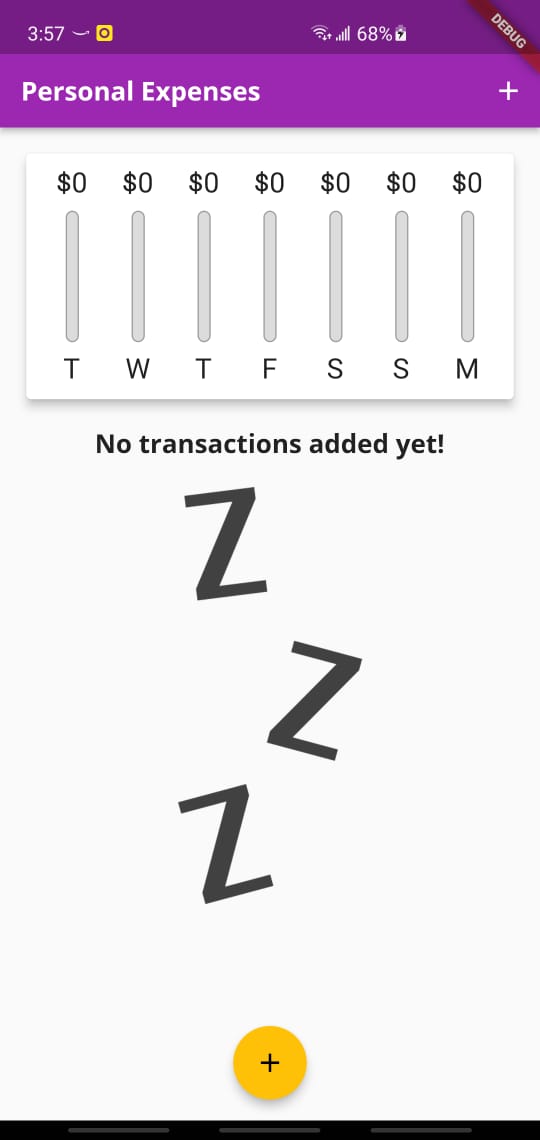 3:57 68%
DEBUG
Personal Expenses +
$0 $0 $0 $0 $0 $0 $0
T W T F S S M
No transactions added yet!
Z
Z
Z
+